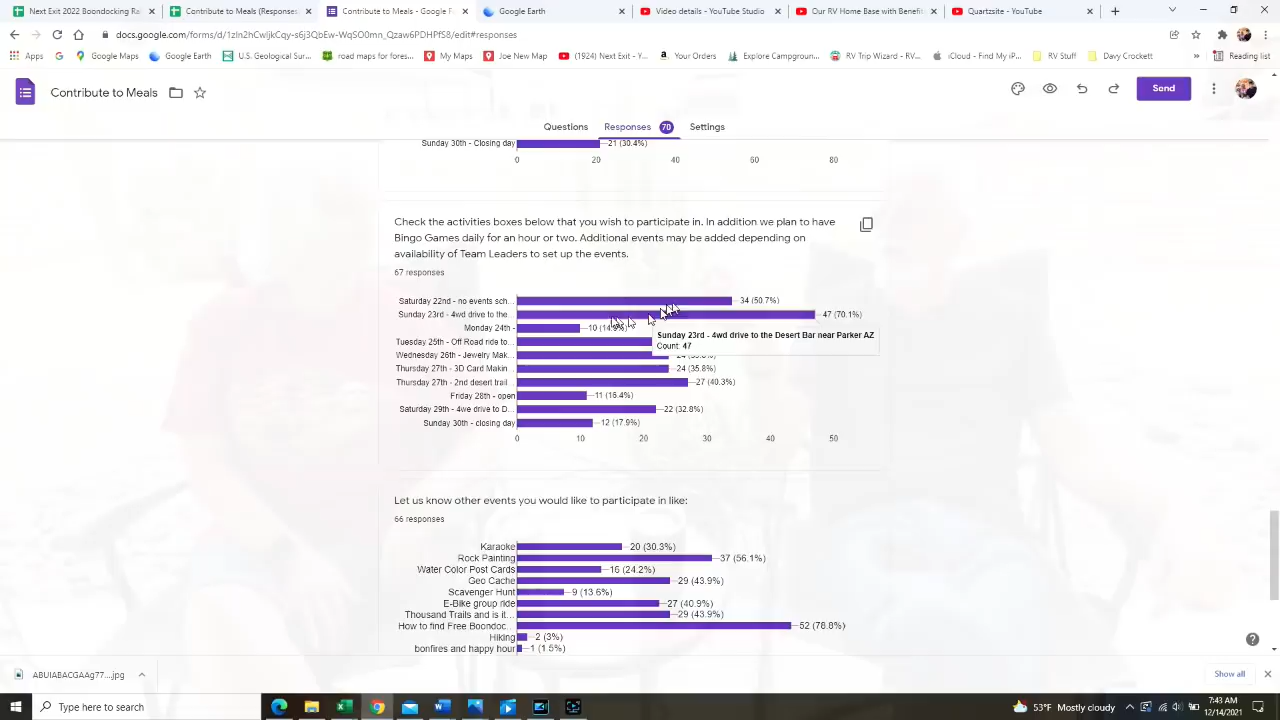 Next Exit 2022 Boondocking Ra
Contribute to Meals (Responses
Contribute to Meals - Google F
Google Earth
Video details - YouTube Studio
Our RV Home Base with Benefi
Quartzsite - YouTube
docs.google.com/forms/d/
/edit#responses
Apps
Google Maps
Google Earth
U.S. Geological Sur...
road maps for fores...
My Maps
Joe New Map
(1924) Next Exit - Y...
Your Orders
Explore Campgroun...
RV Trip Wizard - RV...
iCloud - Find My iP...
RV Stuff
Davy Crockett
»
Reading list
Contribute to Meals
Send
Questions
Responses 70
Settings
Sunday 30th - Closing day
21 (30.4%)
0 20 40 60 80
Check the activities boxes below that you wish to participate in. In addition we plan to have
Bingo Games daily for an hour or two. Additional events may be added depending on
availability of Team Leaders to set up the events.
67 responses
Saturday 22nd - no events sch... 34 (50.7%)
Sunday 23rd - 4wd drive to the... 47 (70.1%)
Monday 24th -
Sunday 23rd - 4wd drive to the Desert Bar near Parker AZ
Count: 47
Tuesday 25th - Off Road ride to...
Wednesday 26th - Jewelry Mak...
Thursday 27th - 3D Card Makin... 24 (35.8%)
Thursday 27th - 2nd desert trail... 27 (40.3%)
Friday 28th - open 11 (16.4%)
Saturday 29th - 4we drive to D... 22 (32.8%)
Sunday 30th - closing day 12 (17.9%)
0 10 20 30 40 50
Let us know other events you would like to participate in like:
66 responses
Karaoke 20 (30.3%)
Rock Painting 37 (56.1%)
Water Color Post Cards 16 (24.2%)
Geo Cache 29 (43.9%)
Scavenger Hunt 9 (13.6%)
E-Bike group ride 27 (40.9%)
Thousand Trails and is it... 29 (43.9%)
How to find Free Boondoc... 52 (78.8%)
Hiking 2 (3%)
bonfires and happy hour 1 (1.5%)
ABUIABACGAAg77....jpg
Show all
Type here to search
53°F Mostly cloudy
7:43 AM
12/14/2021